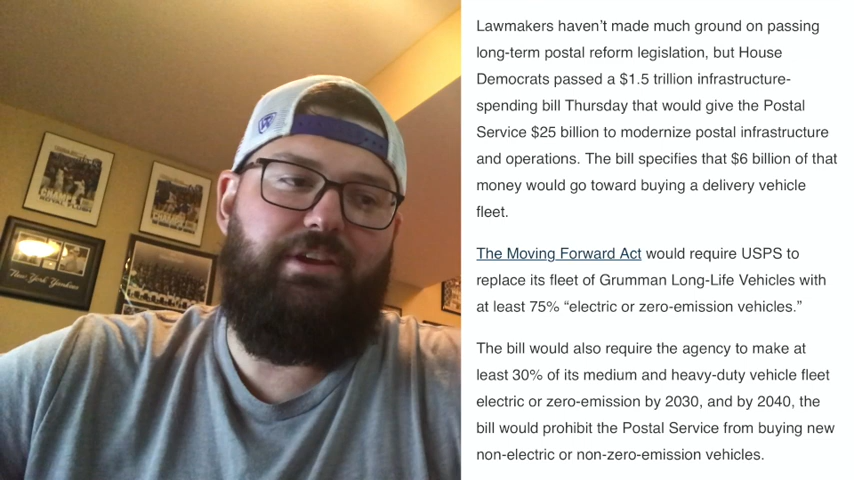 CHAMPS
ROYAL FLUSH
CHAMPS
New York Yankees
Lawmakers haven’t made much ground on passing
long-term postal reform legislation, but House
Democrats passed a $1.5 trillion infrastructure-
spending bill Thursday that would give the Postal
Service $25 billion to modernize postal infrastructure
and operations. The bill specifies that $6 billion of that
money would go toward buying a delivery vehicle
fleet.
The Moving Forward Act would require USPS to
replace its fleet of Grumman Long-Life Vehicles with
at least 75% “electric or zero-emission vehicles.”
The bill would also require the agency to make at
least 30% of its medium and heavy-duty vehicle fleet
electric or zero-emission by 2030, and by 2040, the
bill would prohibit the Postal Service from buying new
non-electric or non-zero-emission vehicles.